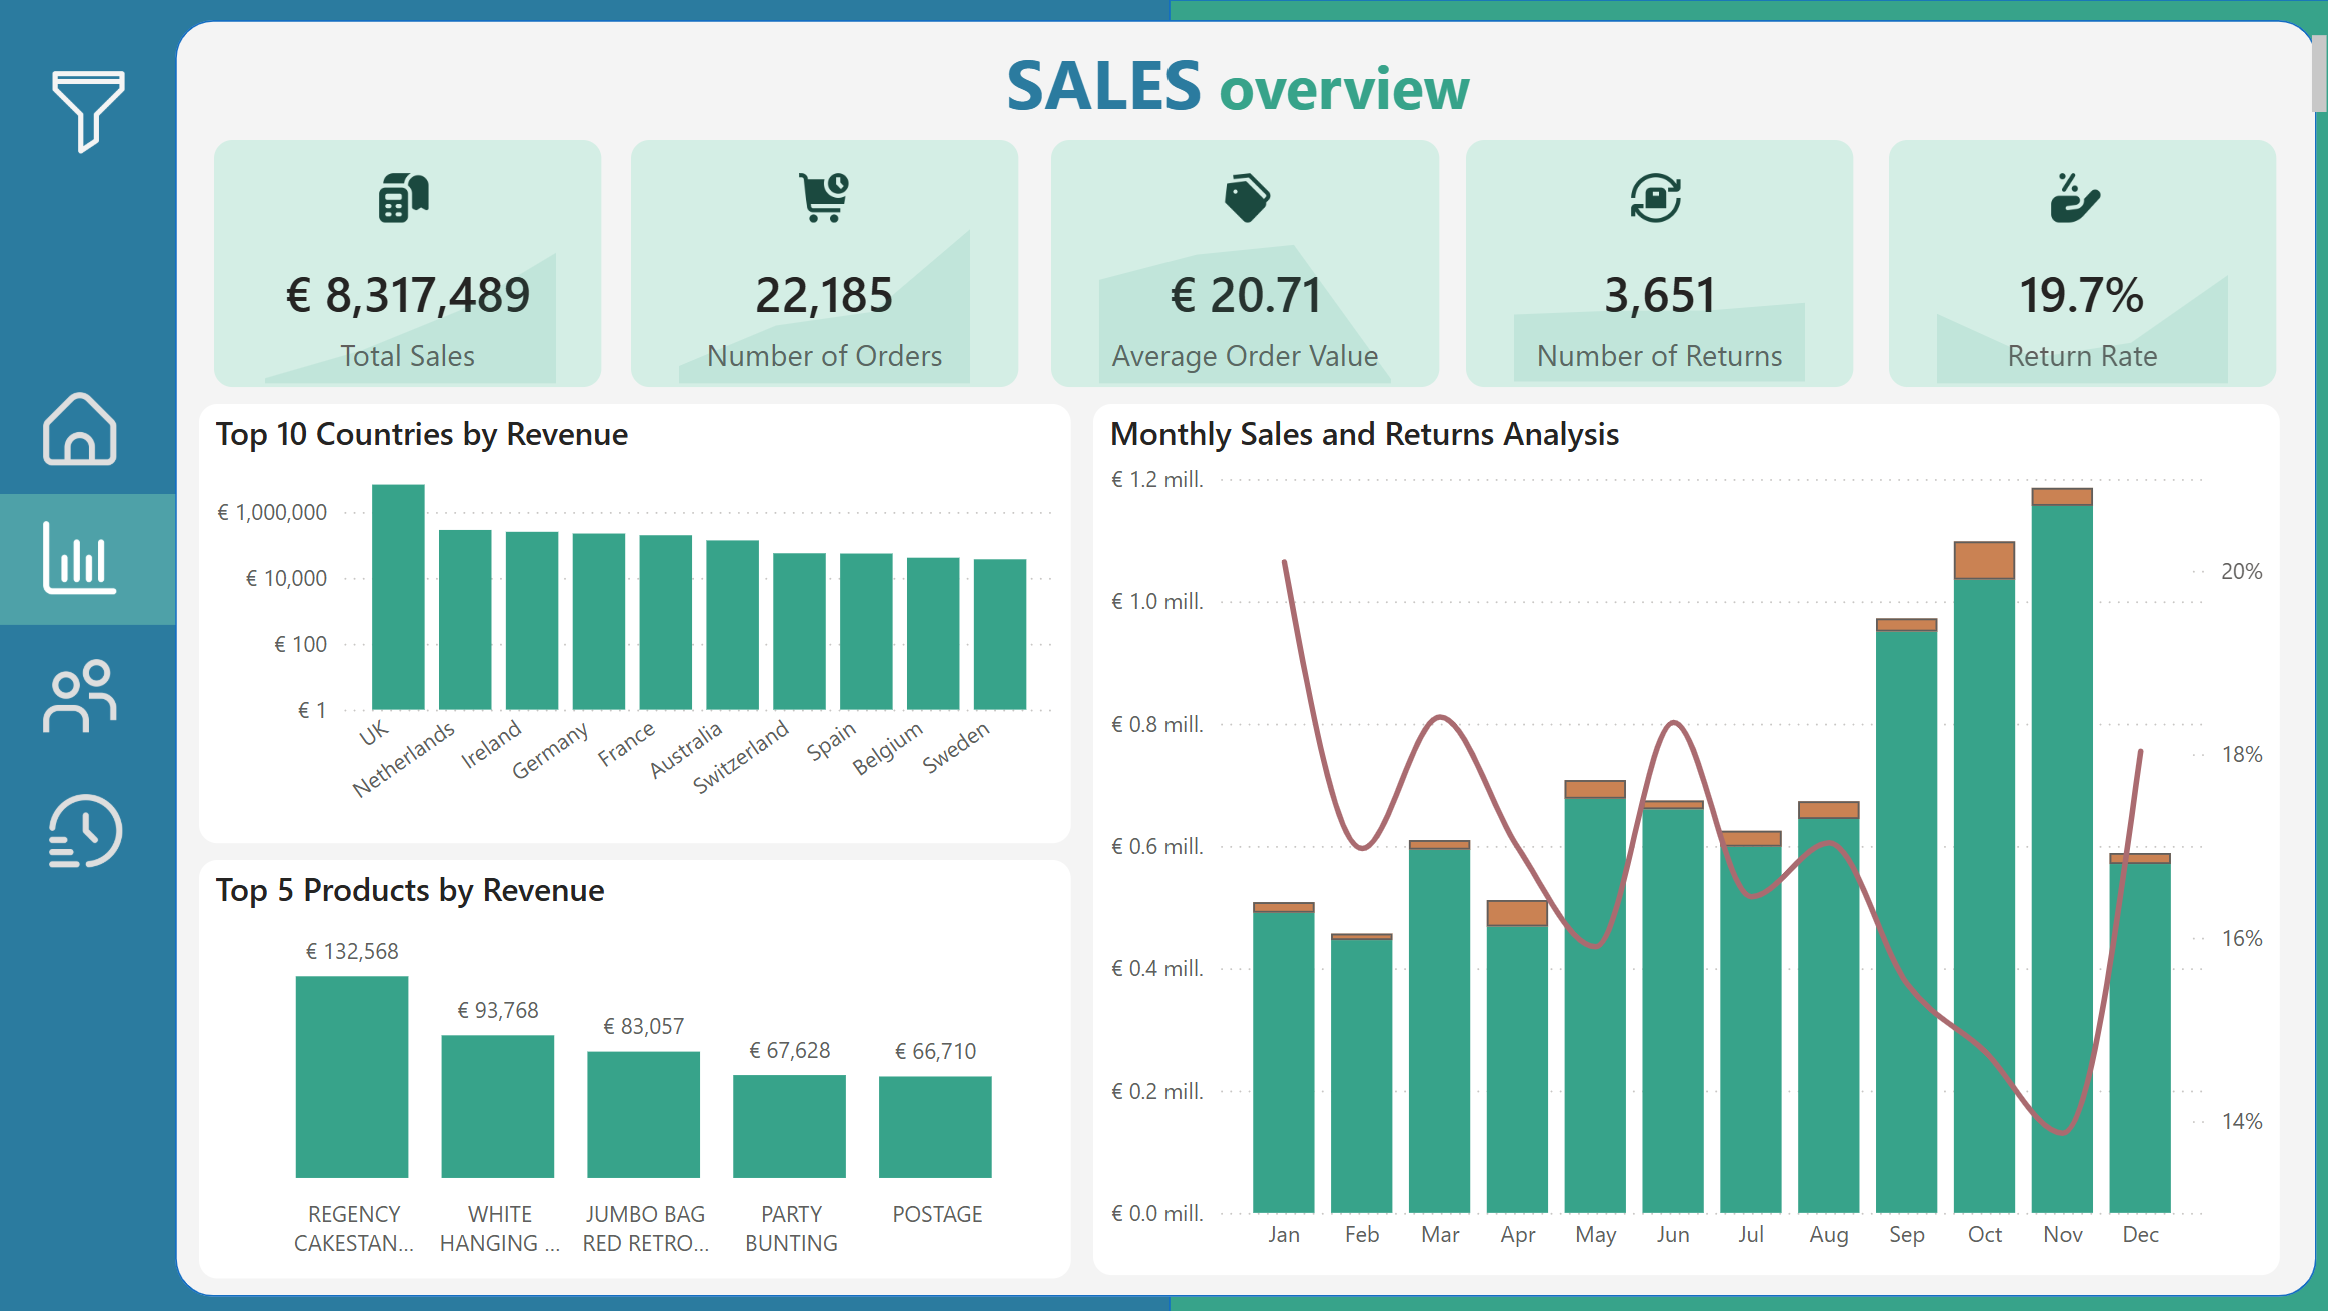 SALES overview
€ 8,317,489
Total Sales
22,185
Number of Orders
€ 20.71
Average Order Value
3,651
Number of Returns
19.7%
Return Rate
Top 10 Countries by Revenue
€ 1,000,000
€ 10,000
€ 100
€ 1
UK
Netherlands
Ireland
Germany
France
Australia
Switzerland
Spain
Belgium
Sweden
Top 5 Products by Revenue
€ 132,568
€ 93,768
€ 83,057
€ 67,628
€ 66,710
REGENCY
CAKESTAN...
WHITE
HANGING ...
JUMBO BAG
RED RETRO...
PARTY
BUNTING
POSTAGE
Monthly Sales and Returns Analysis
€ 1.2 mill.
€ 1.0 mill.
€ 0.8 mill.
€ 0.6 mill.
€ 0.4 mill.
€ 0.2 mill.
€ 0.0 mill.
20%
18%
16%
14%
Jan
Feb
Mar
Apr
May
Jun
Jul
Aug
Sep
Oct
Nov
Dec